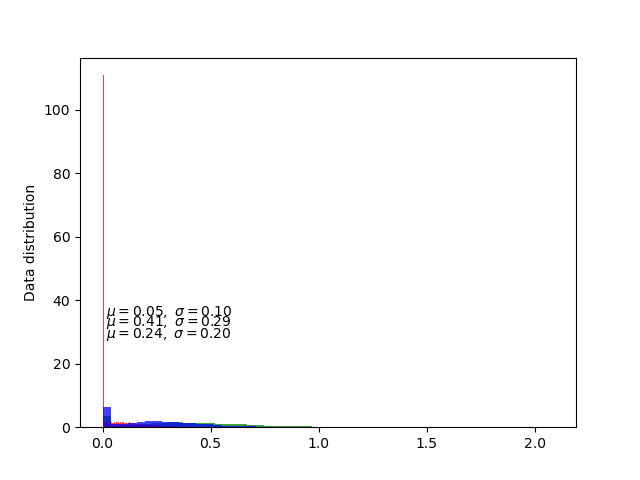 100
80
60
40
20
0
Data distribution
μ = 0.05, σ = 0.10
μ = 0.41, σ = 0.29
μ = 0.24, σ = 0.20
0.0 0.5 1.0 1.5 2.0